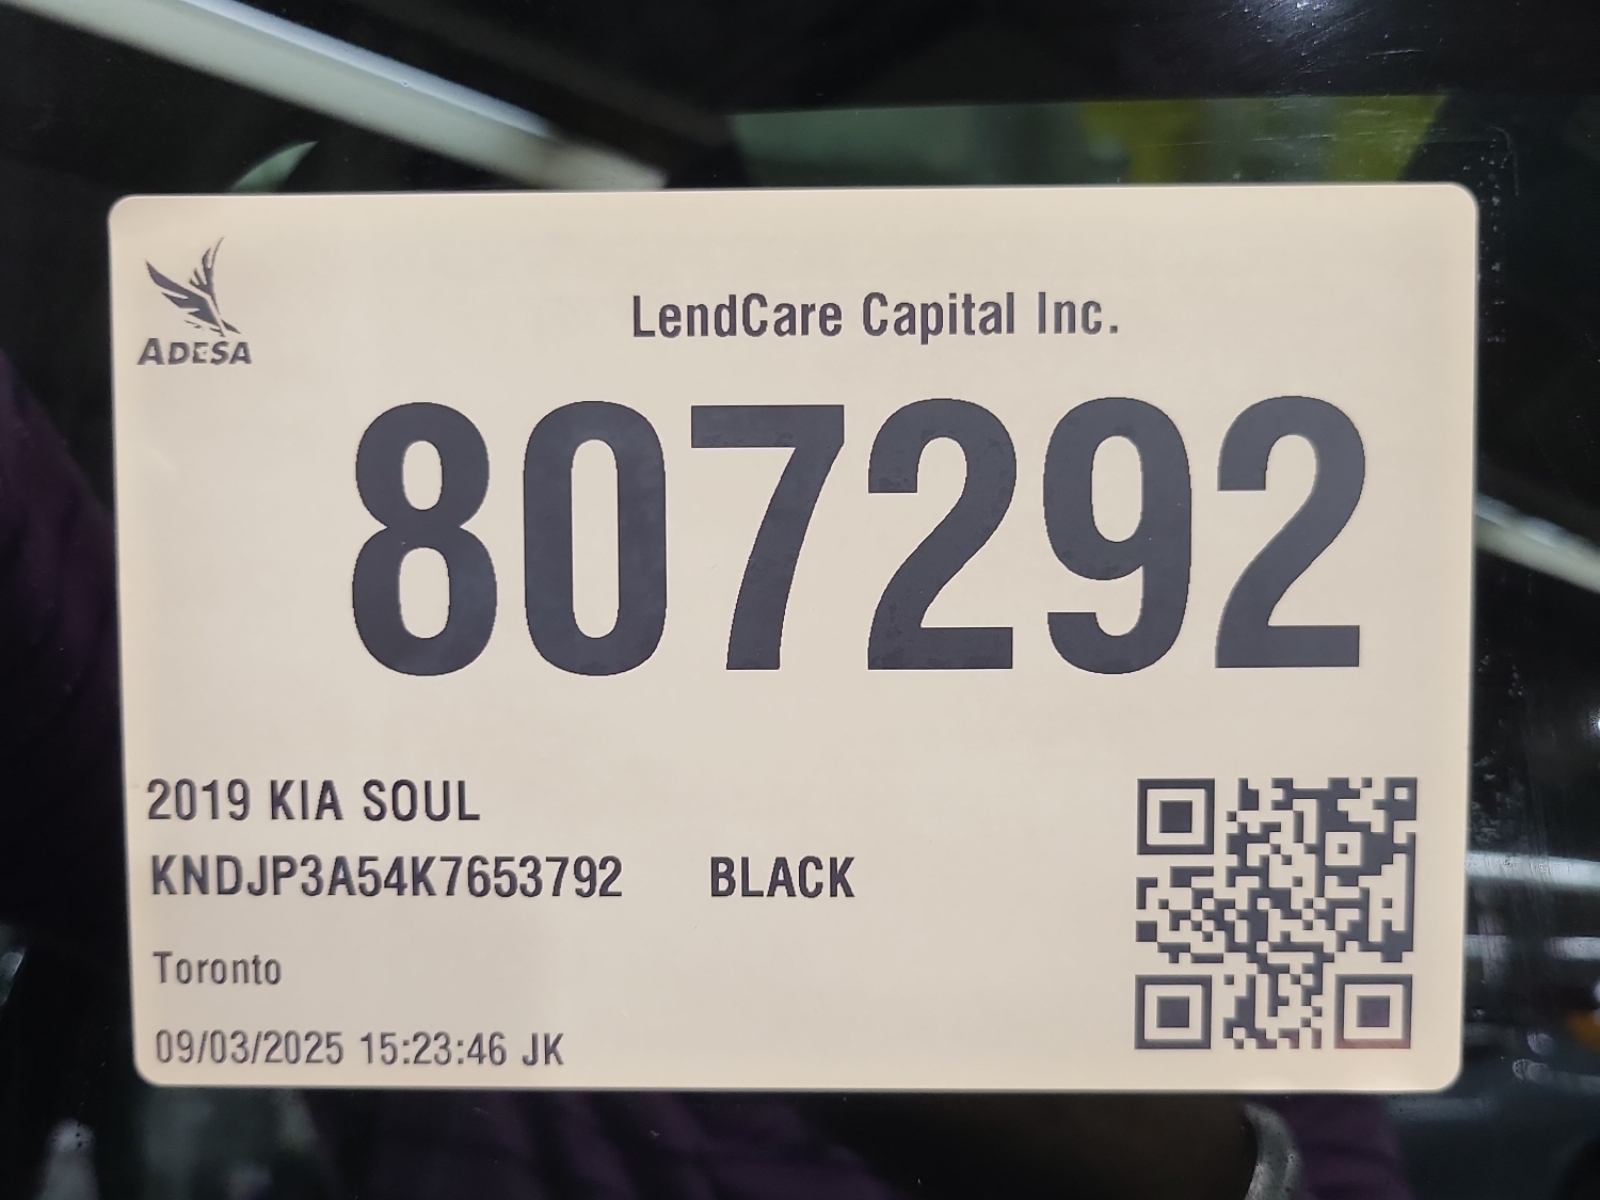 ADESA
LendCare Capital Inc.
807292
2019 KIA SOUL
KNDJP3A54K7653792 BLACK
Toronto
09/03/2025 15:23:46 JK